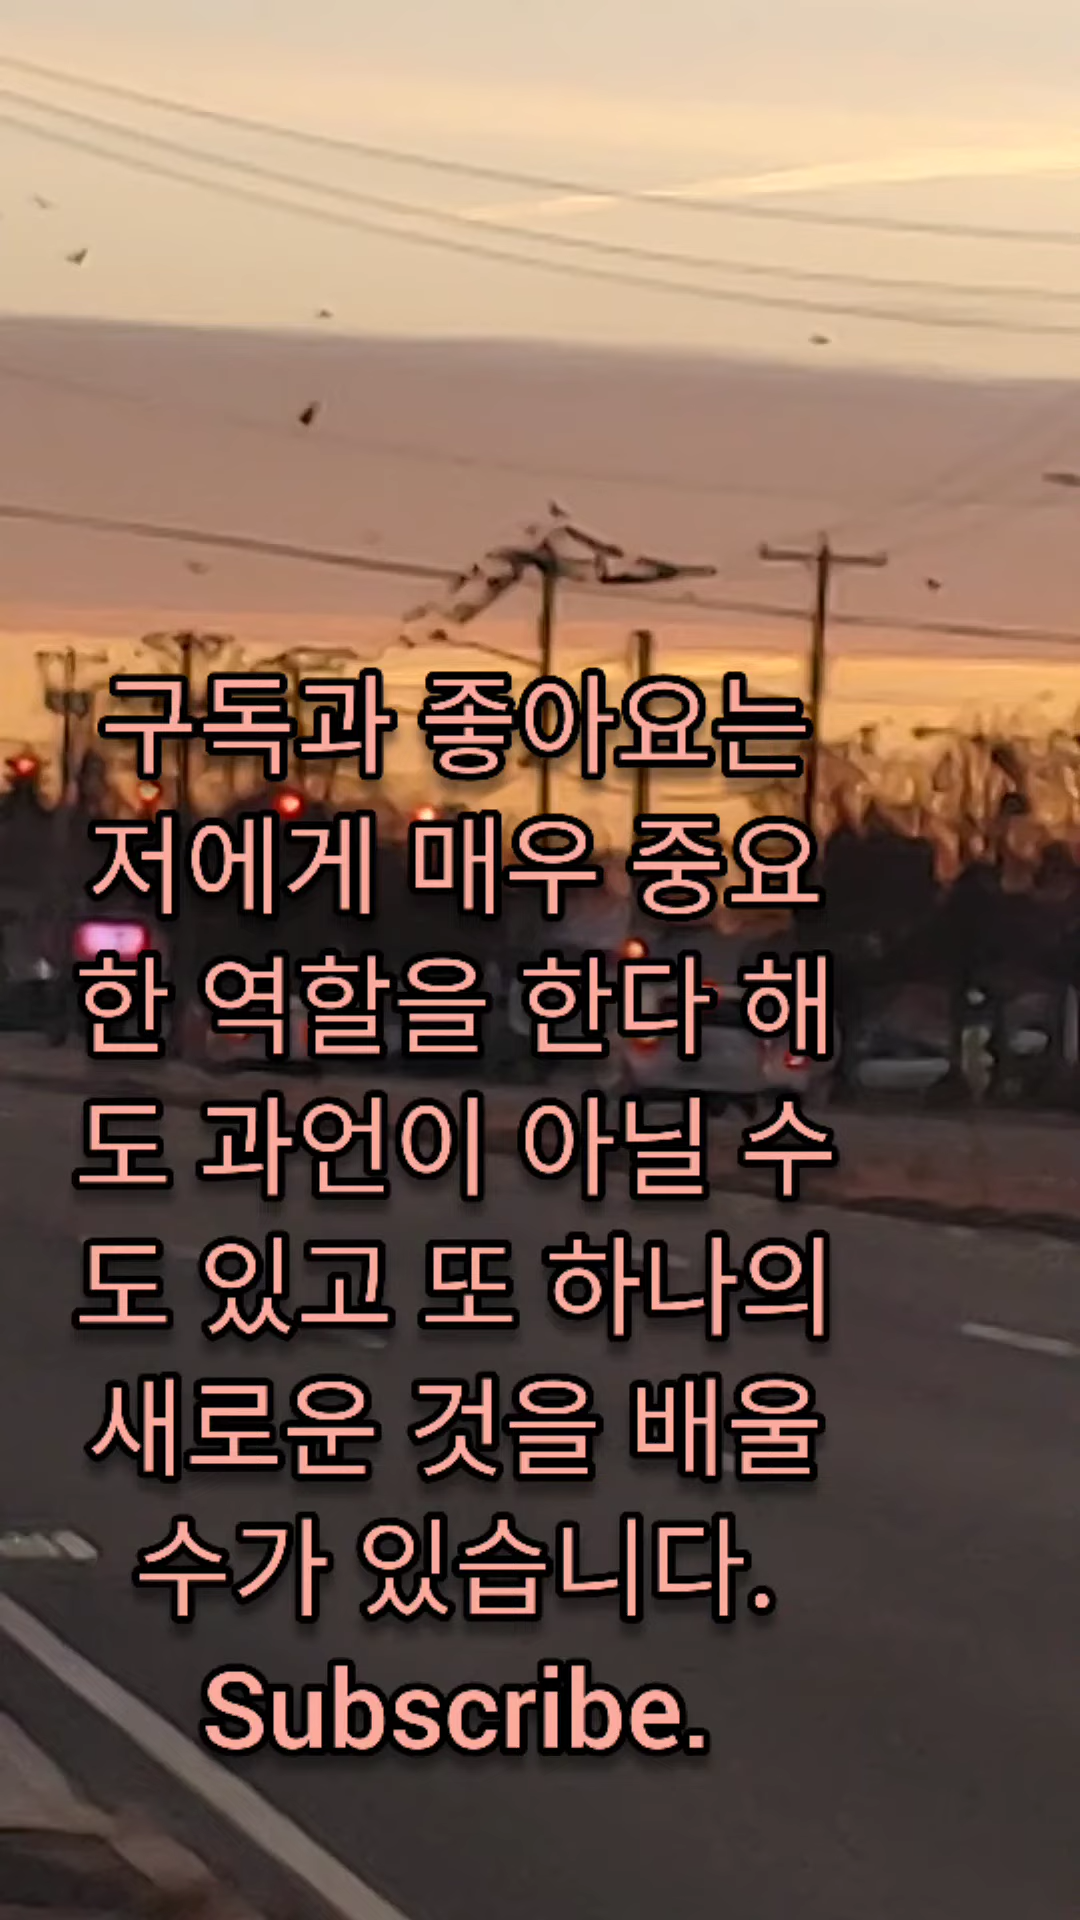 구독과 좋아요는
저에게 매우 중요
한 역할을 한다 해
도 과언이 아닐 수
도 있고 또 하나의
새로운 것을 배울
수가 있습니다.
Subscribe.